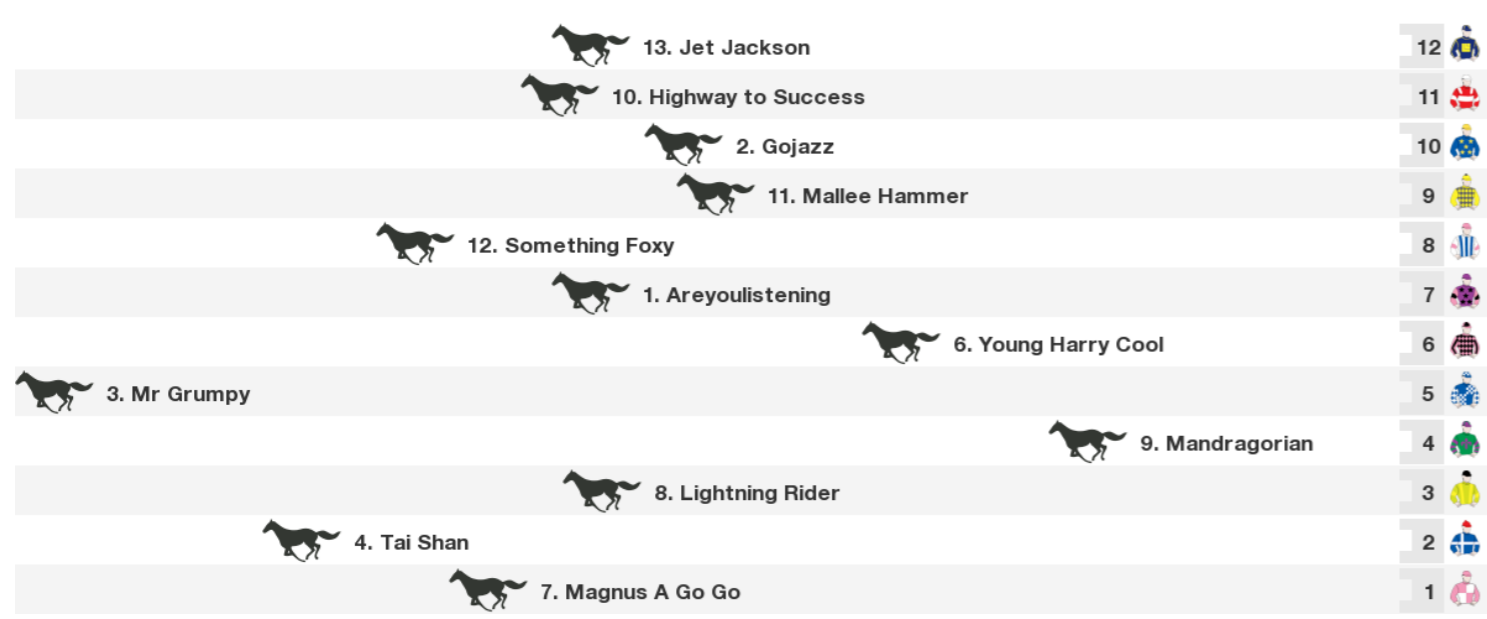 13. Jet Jackson 12
10. Highway to Success 11
2. Gojazz 10
11. Mallee Hammer 9
12. Something Foxy 8
1. Areyoulistening 7
6. Young Harry Cool 6
3. Mr Grumpy 5
9. Mandragorian 4
8. Lightning Rider 3
4. Tai Shan 2
7. Magnus A Go Go 1